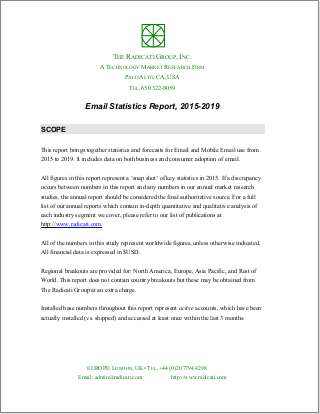 THE RADICATI GROUP, INC.
A TECHNOLOGY MARKET RESEARCH FIRM
PALO ALTO, CA, USA
TEL. 650 322-8059
Email Statistics Report, 2015-2019
SCOPE
This report brings together statistics and forecasts for Email and Mobile Email use from
2015 to 2019. It includes data on both business and consumer adoption of email.
All figures in this report represent a ‘snap shot’ of key statistics in 2015. If a discrepancy
occurs between numbers in this report and any numbers in our annual market research
studies, the annual report should be considered the final authoritative source. For a full
list of our annual reports which contain in-depth quantitative and qualitative analysis of
each industry segment we cover, please refer to our list of publications at
http://www.radicati.com.
All of the numbers in this study represent worldwide figures, unless otherwise indicated.
All financial data is expressed in $USD.
Regional breakouts are provided for: North America, Europe, Asia Pacific, and Rest of
World. This report does not contain country breakouts but these may be obtained from
The Radicati Group at an extra charge.
Installed base numbers throughout this report represent active accounts, which have been
actually installed (vs. shipped) and accessed at least once within the last 3 months.
EUROPE: LONDON, UK • TEL. +44 (0)20 7794 4298
Email: admin@radicati.com http://www.radicati.com